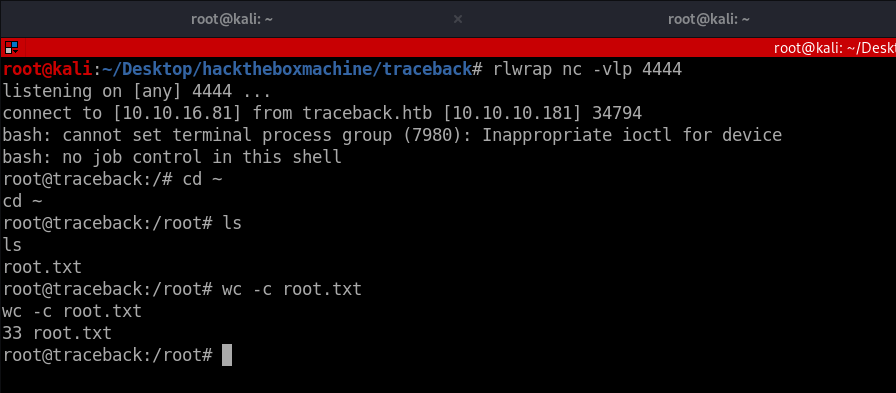 root@kali: ~ × root@kali: ~
root@kali: ~/Deskt
root@kali:~/Desktop/hacktheboxmachine/traceback# rlwrap nc -vlp 4444
listening on [any] 4444 ...
connect to [10.10.16.81] from traceback.htb [10.10.10.181] 34794
bash: cannot set terminal process group (7980): Inappropriate ioctl for device
bash: no job control in this shell
root@traceback:/# cd ~
cd ~
root@traceback:/root# ls
ls
root.txt
root@traceback:/root# wc -c root.txt
wc -c root.txt
33 root.txt
root@traceback:/root#